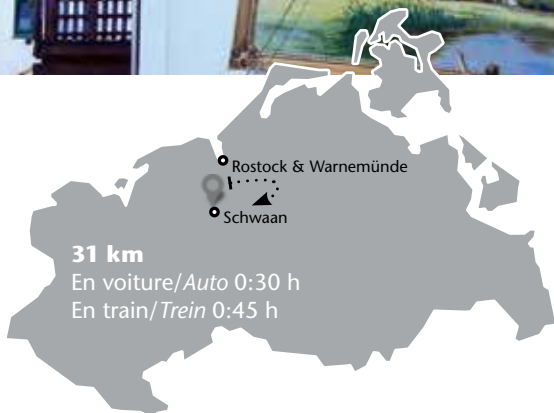 Rostock & Warnemünde
Schwaan
31 km
En voiture/Auto 0:30 h
En train/Trein 0:45 h